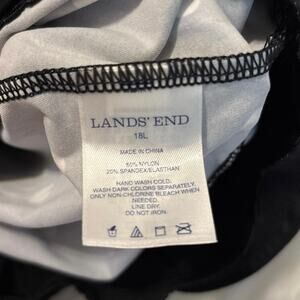 LANDS' END
18L
MADE IN CHINA
80% NYLON
20% SPANDEX/ELASTHAN
HAND WASH COLD.
WASH DARK COLORS SEPARATELY.
ONLY NON-CHLORINE BLEACH WHEN
NEEDED.
LINE DRY.
DO NOT IRON.